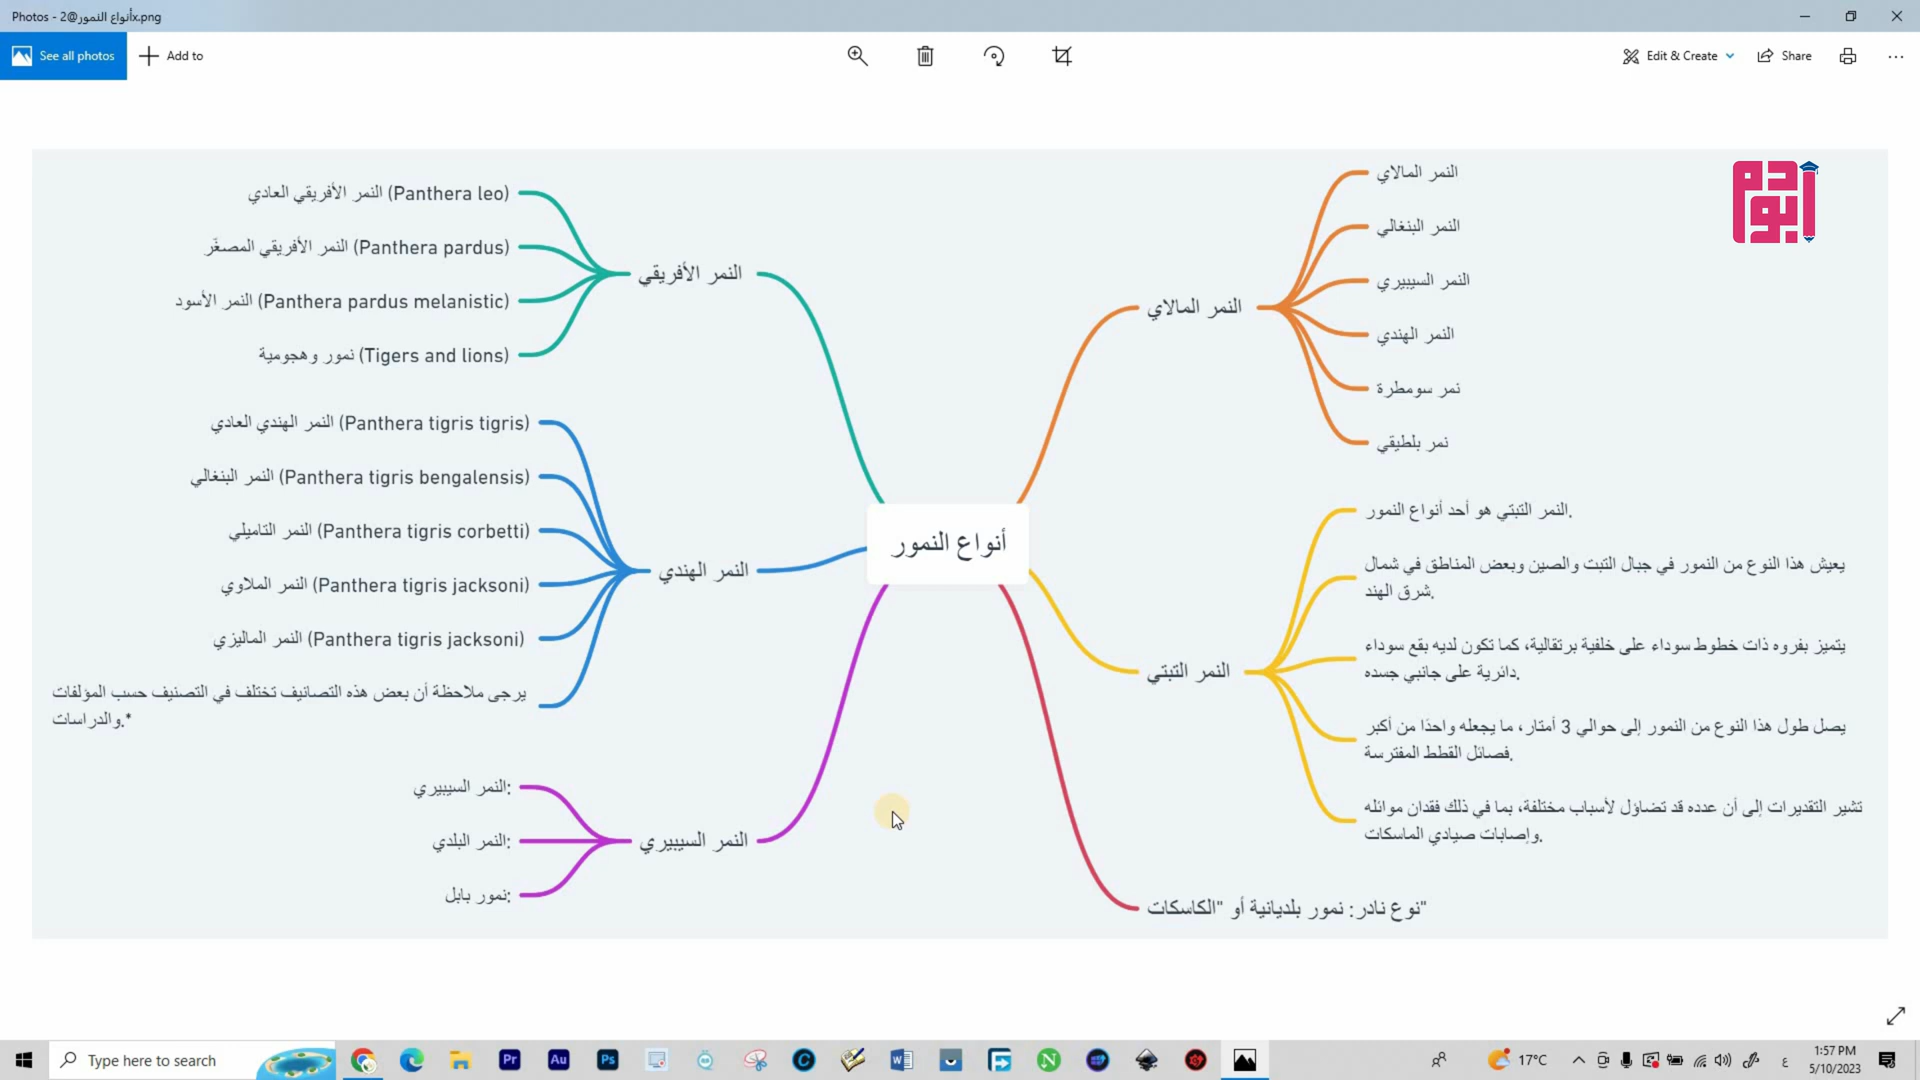 Photos - أنواع النمور@2x.png
See all photos
Add to
Edit & Create
Share
أنواع النمور
النمر الأفريقي
النمر الأفريقي العادي (Panthera leo)
النمر الأفريقي المصغّر (Panthera pardus)
النمر الأسود (Panthera pardus melanistic)
نمور وهجومية (Tigers and lions)
النمر الهندي
النمر الهندي العادي (Panthera tigris tigris)
النمر البنغالي (Panthera tigris bengalensis)
النمر التاميلي (Panthera tigris corbetti)
النمر الملاوي (Panthera tigris jacksoni)
النمر الماليزي (Panthera tigris jacksoni)
يرجى ملاحظة أن بعض هذه التصانيف تختلف في التصنيف حسب المؤلفات
والدراسات.*
النمر السيبيري
النمر السيبيري:
النمر البلدي:
نمور بابل:
النمر المالاي
النمر المالاي
النمر البنغالي
النمر السيبيري
النمر الهندي
نمر سومطرة
نمر بلطيقي
النمر التبتي
النمر التبتي هو أحد أنواع النمور.
يعيش هذا النوع من النمور في جبال التبت والصين وبعض المناطق في شمال
شرق الهند.
يتميز بفروه ذات خطوط سوداء على خلفية برتقالية، كما تكون لديه بقع سوداء
دائرية على جانبي جسده.
يصل طول هذا النوع من النمور إلى حوالي 3 أمتار، ما يجعله واحدًا من أكبر
فصائل القطط المفترسة.
تشير التقديرات إلى أن عدده قد تضاؤل لأسباب مختلفة، بما في ذلك فقدان موائله
وإصابات صيادي الماسكات.
نوع نادر: نمور بلديانية أو "الكاسكات"
أبو آدم
Type here to search
Pr
Au
Ps
17°C
ع
1:57 PM
5/10/2023